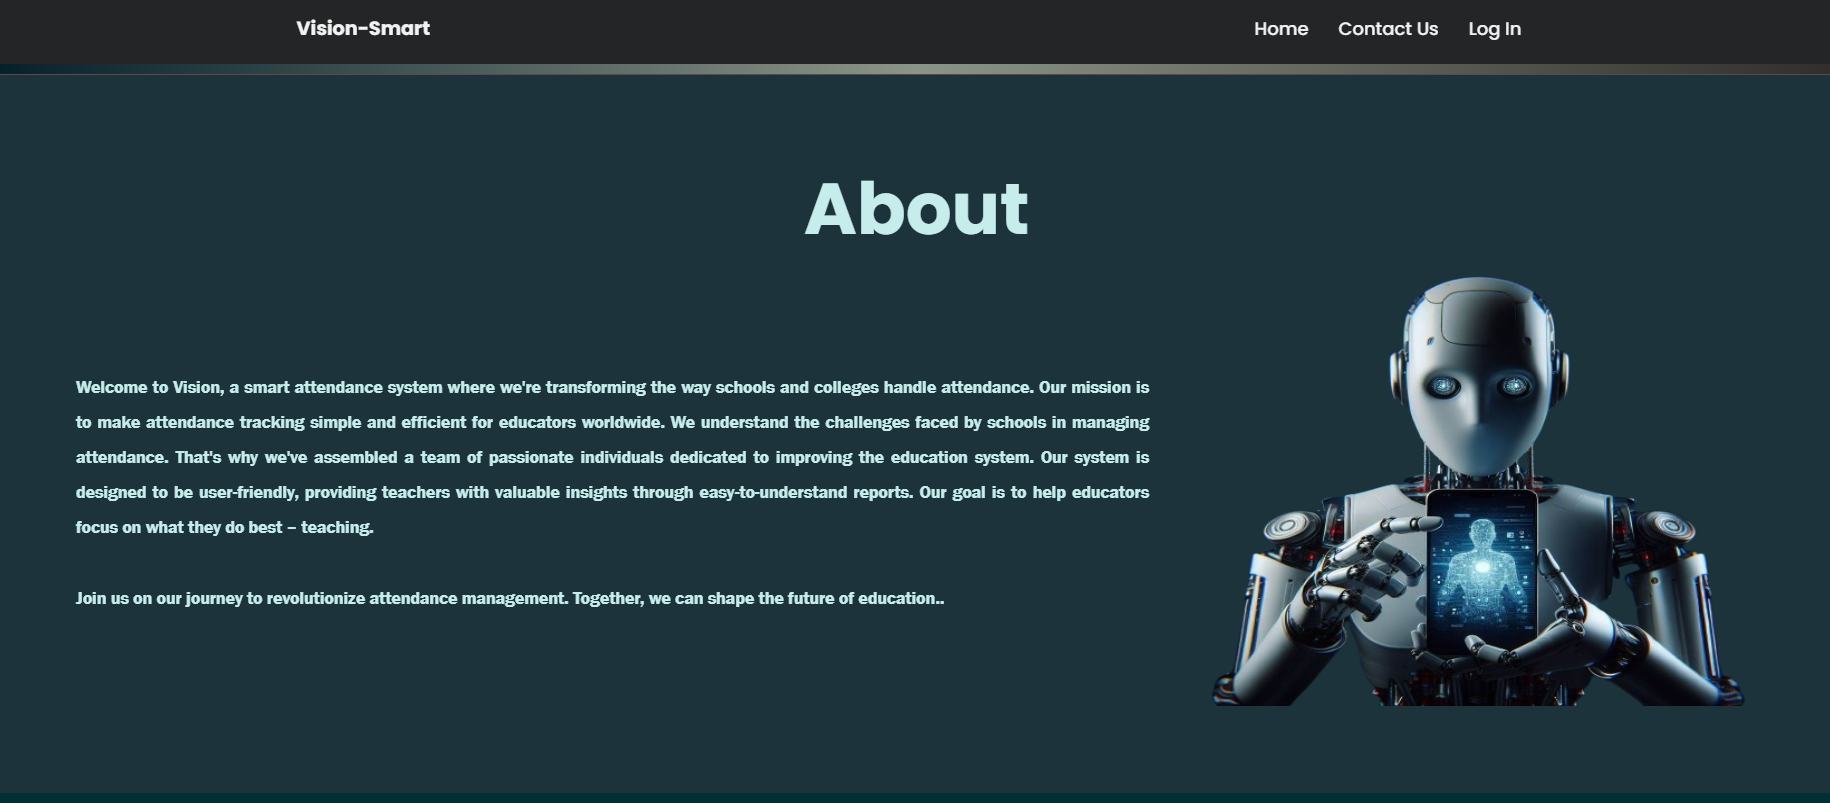 Vision-Smart
Home Contact Us Log In
About
Welcome to Vision, a smart attendance system where we're transforming the way schools and colleges handle attendance. Our mission is
to make attendance tracking simple and efficient for educators worldwide. We understand the challenges faced by schools in managing
attendance. That's why we've assembled a team of passionate individuals dedicated to improving the education system. Our system is
designed to be user-friendly, providing teachers with valuable insights through easy-to-understand reports. Our goal is to help educators
focus on what they do best – teaching.
Join us on our journey to revolutionize attendance management. Together, we can shape the future of education..